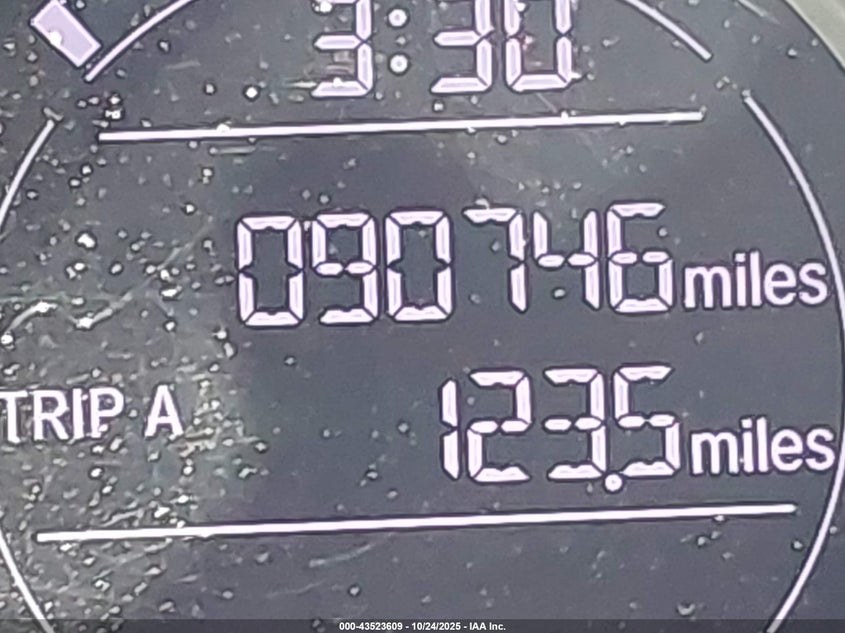 3:30
090746 miles
TRIP A 123.5 miles
000-43523609 - 10/24/2025 - IAA Inc.